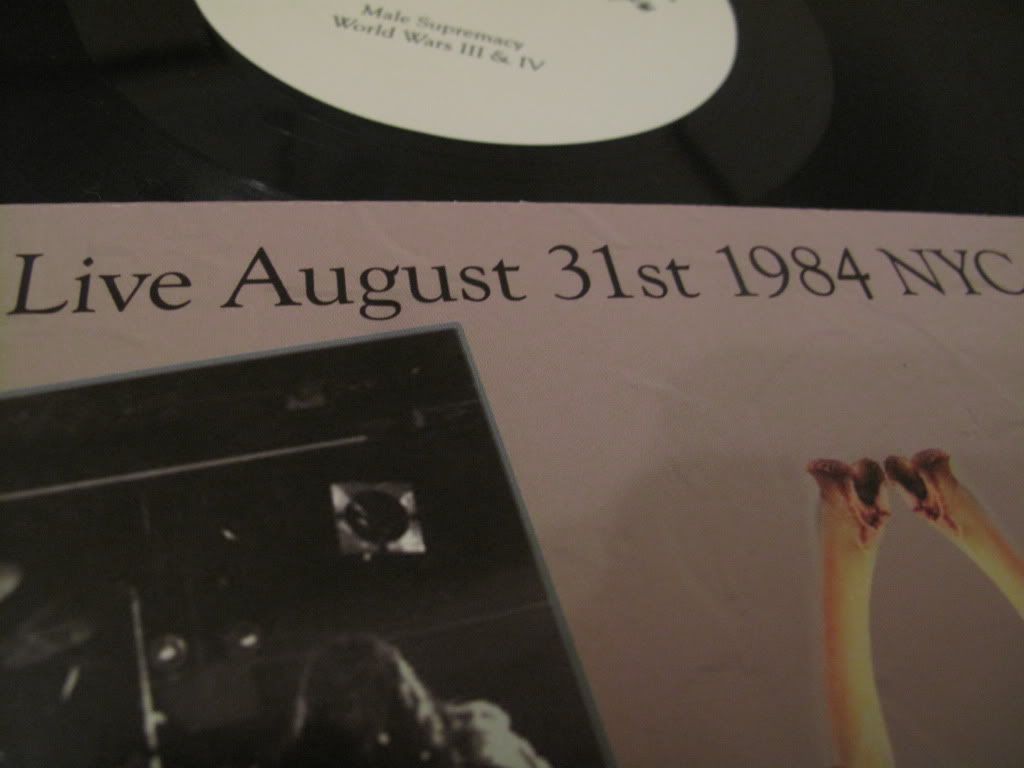 Male Supremacy
World Wars III & IV
Live August 31st 1984 NYC